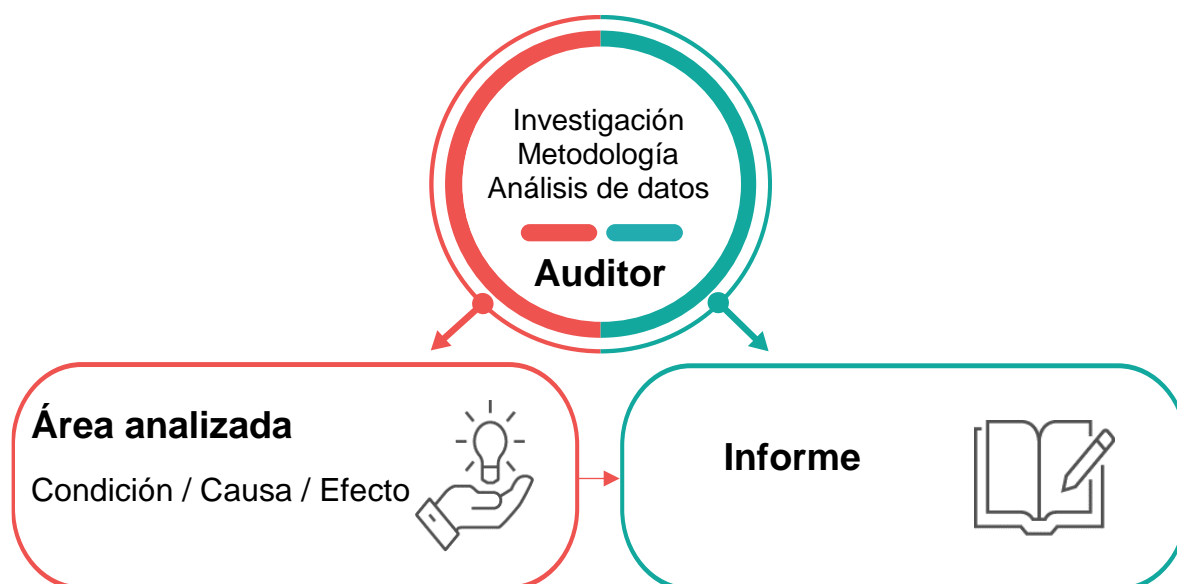 Investigación
Metodología
Análisis de datos
Auditor
Área analizada
Condición / Causa / Efecto
Informe